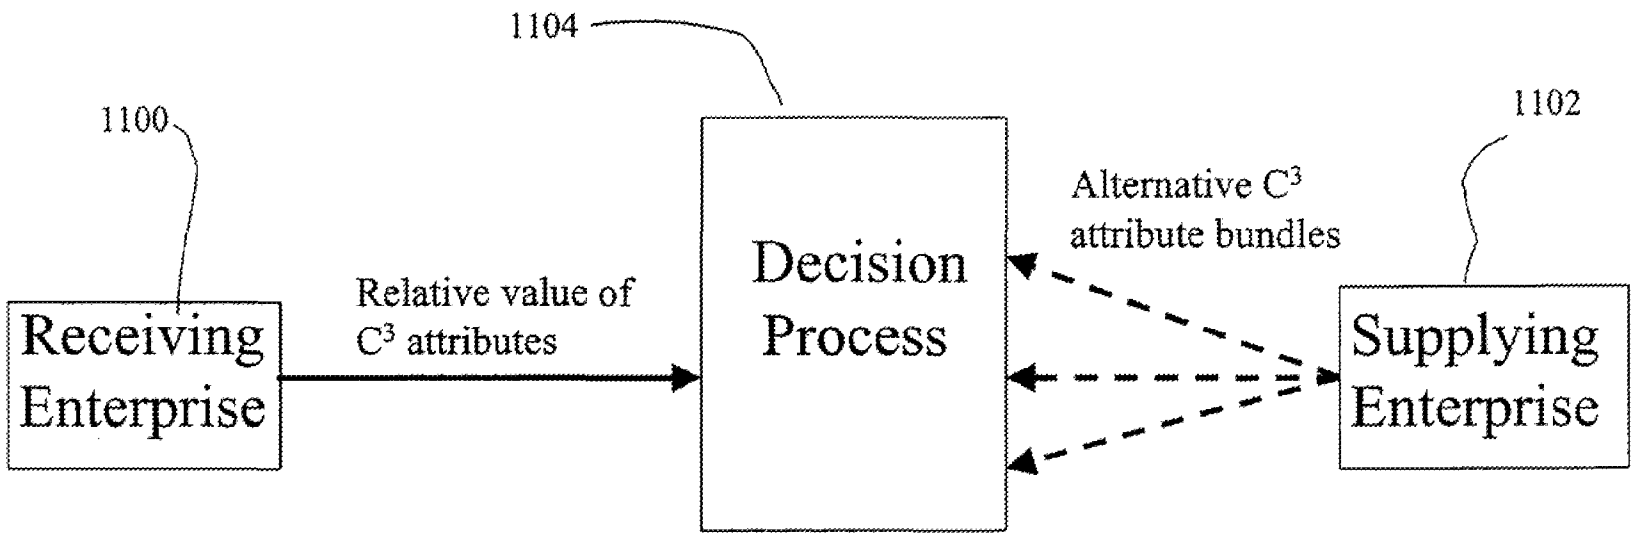 1104
1100
1102
Alternative C³
attribute bundles
Decision
Process
Relative value of
C³ attributes
Receiving
Enterprise
Supplying
Enterprise